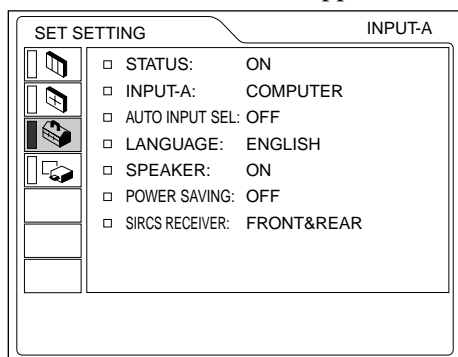 SET SETTING INPUT-A
STATUS: ON
INPUT-A: COMPUTER
AUTO INPUT SEL: OFF
LANGUAGE: ENGLISH
SPEAKER: ON
POWER SAVING: OFF
SIRCS RECEIVER: FRONT&REAR